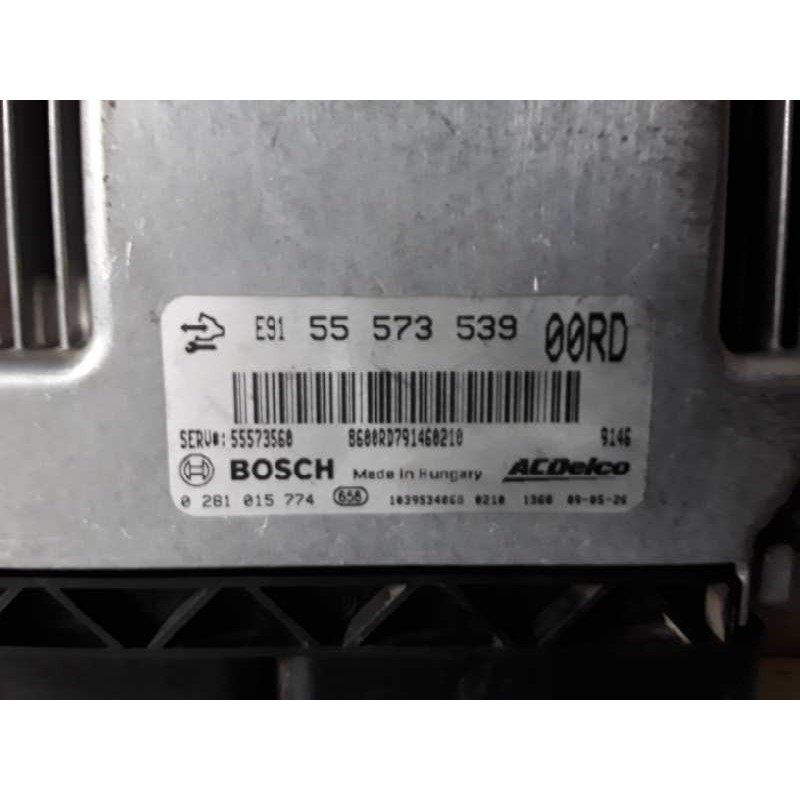 E91 55 573 539 00RD
SERV#: 55573560 8600RD791460210 9146
BOSCH Made in Hungary ACDelco
0 281 015 774 656 1039S34068 0210 1360 09-05-26